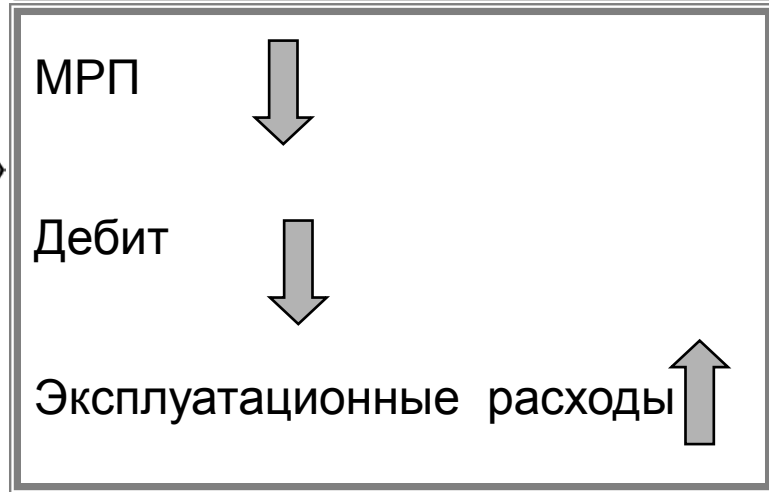 МРП
Дебит
Эксплуатационные расходы